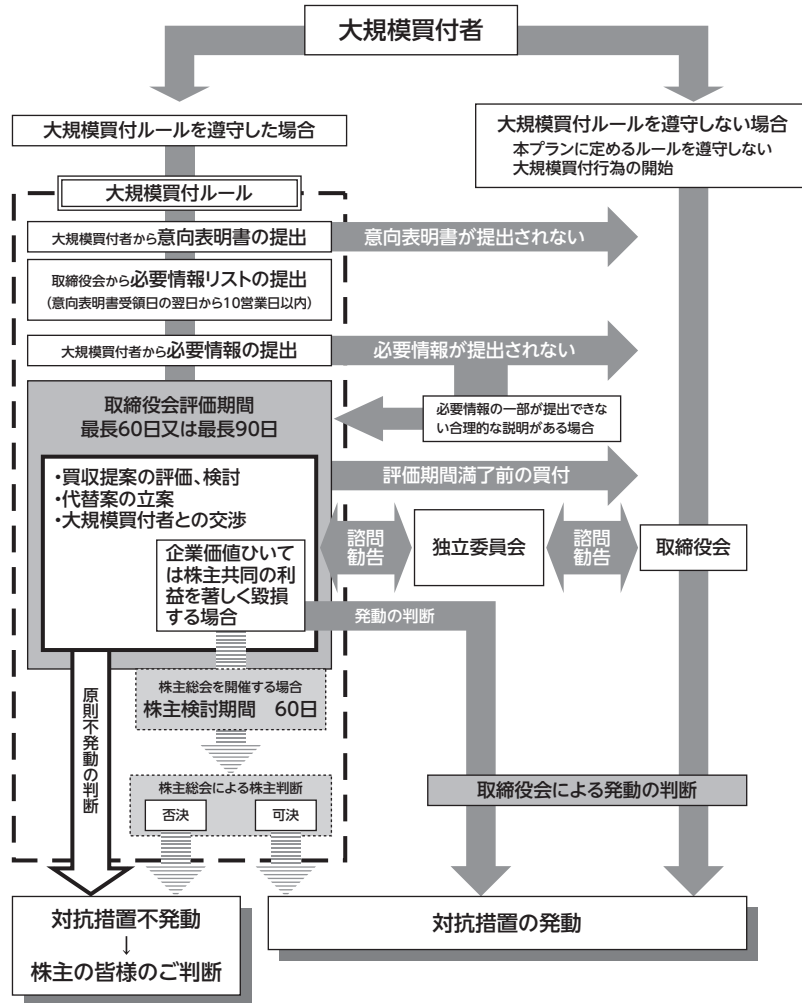 大規模買付者
大規模買付ルールを遵守した場合
大規模買付ルールを遵守しない場合
本プランに定めるルールを遵守しない
大規模買付行為の開始
大規模買付ルール
大規模買付者から意向表明書の提出
意向表明書が提出されない
取締役会から必要情報リストの提出
（意向表明書受領日の翌日から10営業日以内）
大規模買付者から必要情報の提出
必要情報が提出されない
取締役会評価期間
最長60日又は最長90日
必要情報の一部が提出できな
い合理的な説明がある場合
・買収提案の評価、検討
・代替案の立案
・大規模買付者との交渉
評価期間満了前の買付
諮問
勧告
独立委員会
諮問
勧告
取締役会
企業価値ひいて
は株主共同の利
益を著しく毀損
する場合
発動の判断
原則不発動の判断
株主総会を開催する場合
株主検討期間　60日
株主総会による株主判断
否決
可決
取締役会による発動の判断
対抗措置不発動
↓
株主の皆様のご判断
対抗措置の発動